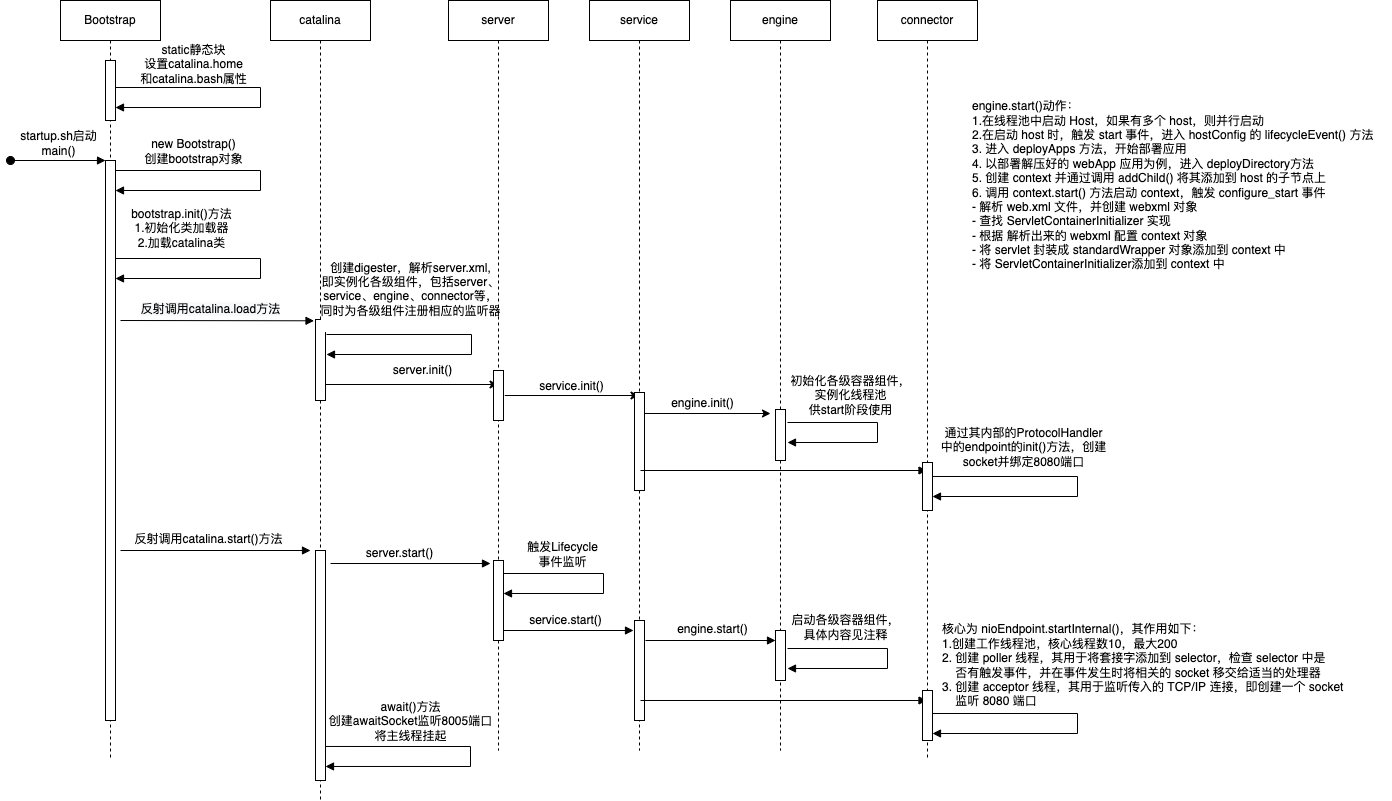 Bootstrap
catalina
server
service
engine
connector
static静态块
设置catalina.home
和catalina.bash属性
startup.sh启动
main()
new Bootstrap()
创建bootstrap对象
bootstrap.init()方法
1.初始化类加载器
2.加载catalina类
engine.start()动作：
1.在线程池中启动 Host，如果有多个 host，则并行启动
2.在启动 host 时，触发 start 事件，进入 hostConfig 的 lifecycleEvent() 方法
3. 进入 deployApps 方法，开始部署应用
4. 以部署解压好的 webApp 应用为例，进入 deployDirectory方法
5. 创建 context 并通过调用 addChild() 将其添加到 host 的子节点上
6. 调用 context.start() 方法启动 context，触发 configure_start 事件
- 解析 web.xml 文件，并创建 webxml 对象
- 查找 ServletContainerInitializer 实现
- 根据 解析出来的 webxml 配置 context 对象
- 将 servlet 封装成 standardWrapper 对象添加到 context 中
- 将 ServletContainerInitializer添加到 context 中
反射调用catalina.load方法
创建digester，解析server.xml,
即实例化各级组件，包括server、
service、engine、connector等，
同时为各级组件注册相应的监听器
server.init()
service.init()
engine.init()
初始化各级容器组件，
实例化线程池
供start阶段使用
通过其内部的ProtocolHandler
中的endpoint的init()方法，创建
socket并绑定8080端口
反射调用catalina.start()方法
server.start()
触发Lifecycle
事件监听
service.start()
engine.start()
启动各级容器组件，
具体内容见注释
核心为 nioEndpoint.startInternal()，其作用如下：
1.创建工作线程池，核心线程数10，最大200
2. 创建 poller 线程，其用于将套接字添加到 selector，检查 selector 中是
否有触发事件，并在事件发生时将相关的 socket 移交给适当的处理器
3. 创建 acceptor 线程，其用于监听传入的 TCP/IP 连接，即创建一个 socket
监听 8080 端口
await()方法
创建awaitSocket监听8005端口
将主线程挂起